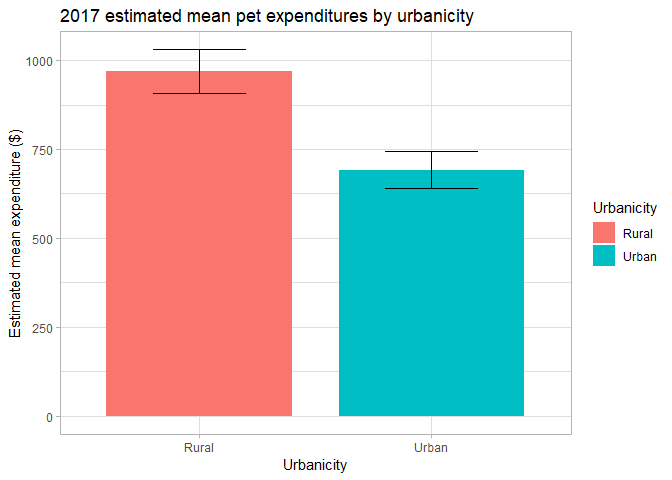 2017 estimated mean pet expenditures by urbanicity
Estimated mean expenditure ($)
1000
750
500
250
0
Rural
Urban
Urbanicity
Urbanicity
Rural
Urban